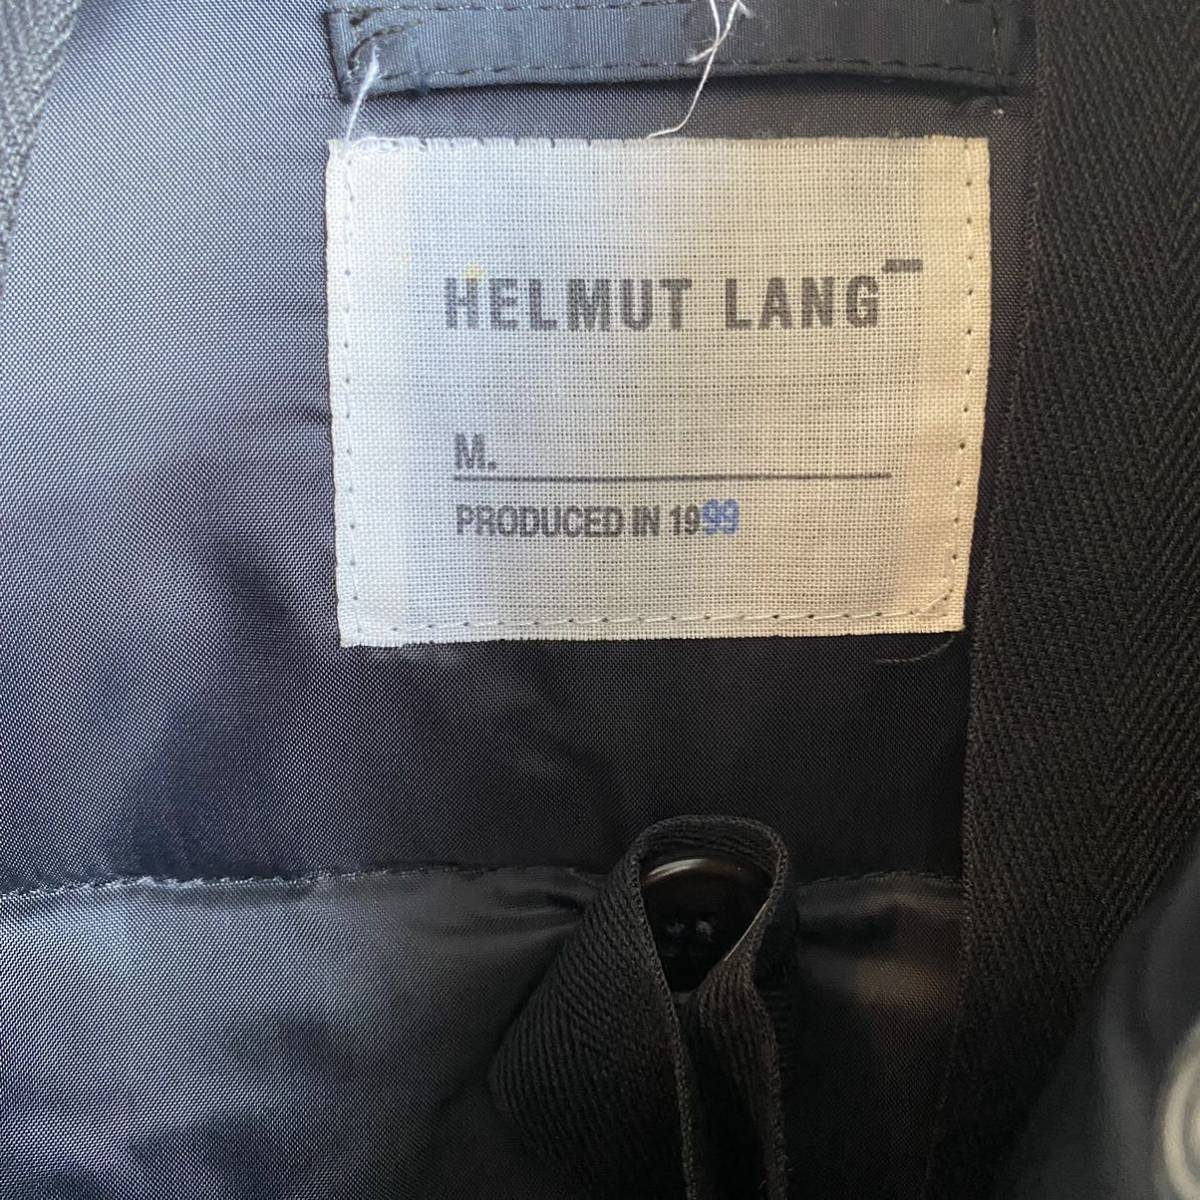 HELMUT LANG
M.
PRODUCED IN 1999